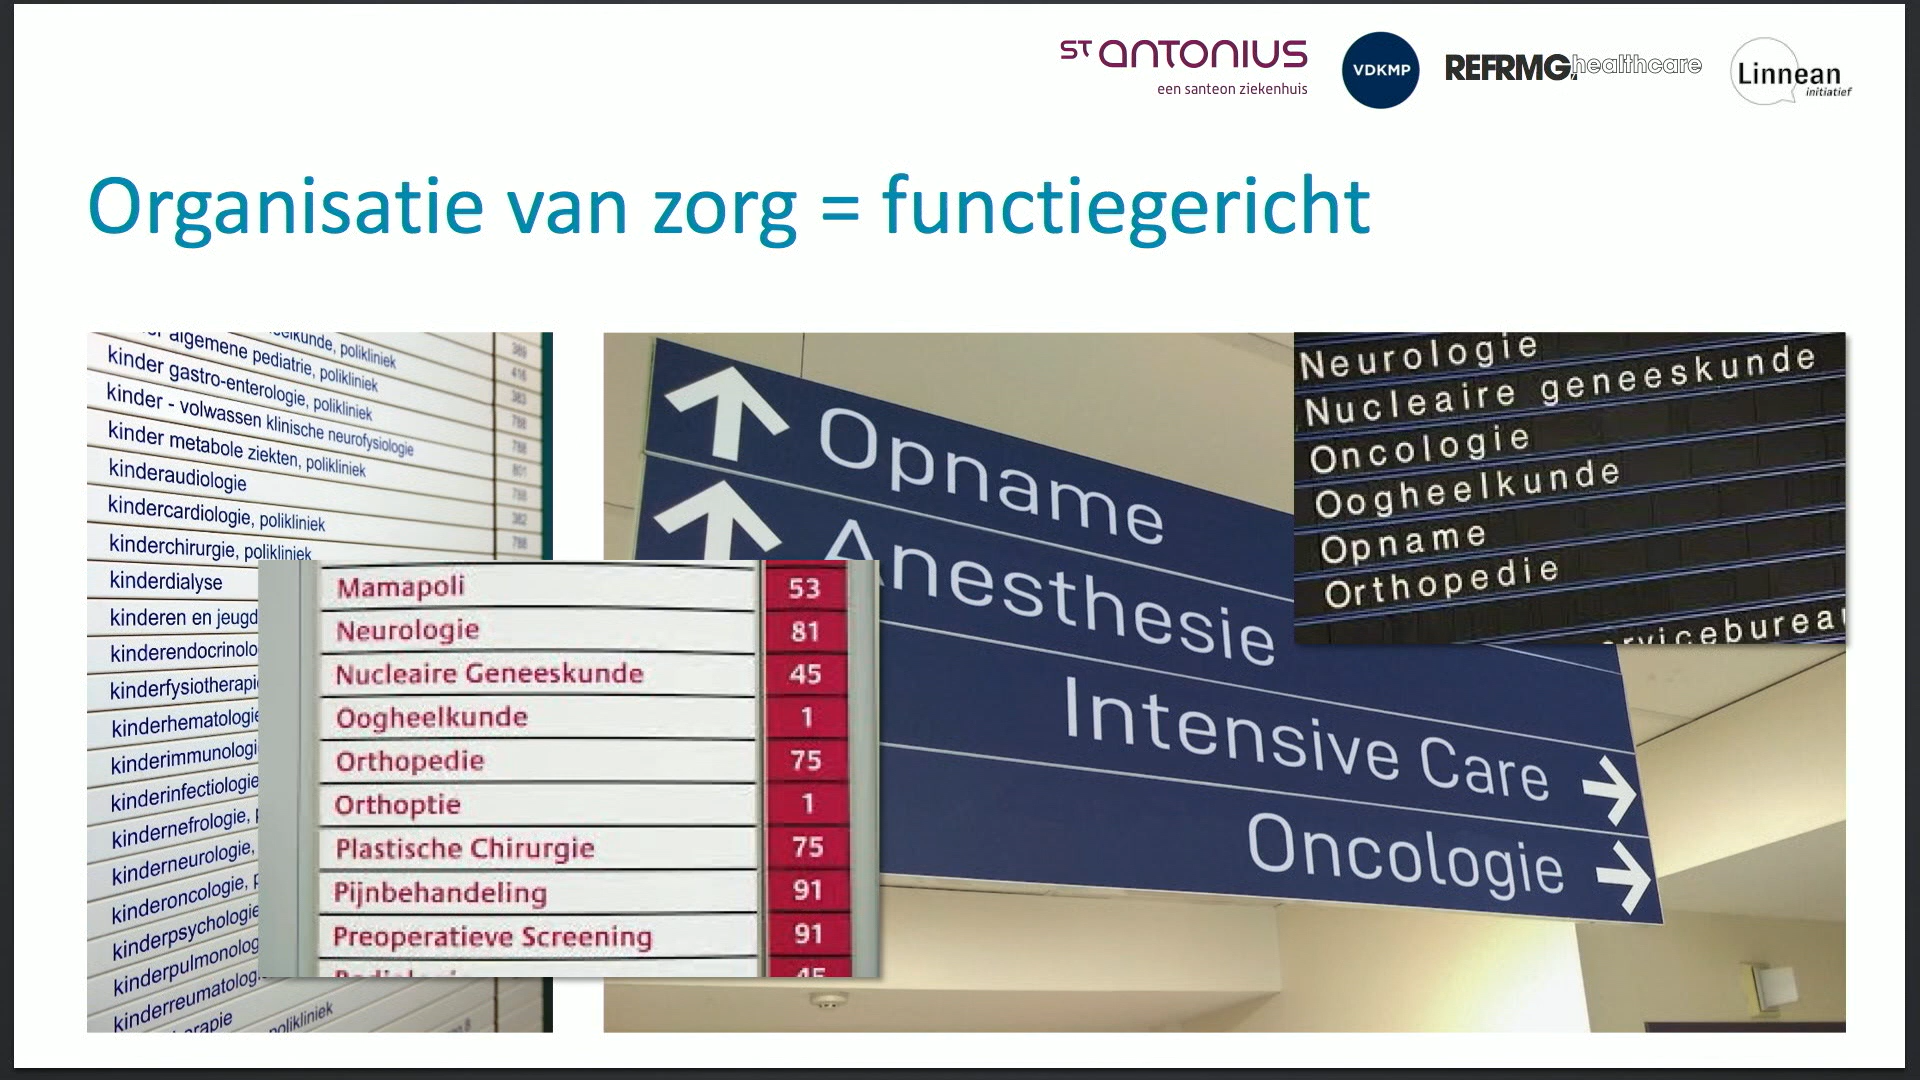 ST antonius
een santeon ziekenhuis
VDKMP
REFRMG, healthcare
Linnean
initiatief
Organisatie van zorg = functiegericht
algemene pediatrie, polikliniek
kinder gastro-enterologie, polikliniek
kinder - volwassen klinische neurofysiologie
kinder metabole ziekten, polikliniek
kinderaudiologie
kindercardiologie, polikliniek
kinderchirurgie, polikliniek
kinderdialyse
kinderen en jeugd
kinderendocrinolo
kinderfysiotherapi
kinderhematologie
kinderimmunologi
kinderinfectiologie
kindernefrologie,
kinderneurologie,
kinderoncologie, p
kinderpsychologie
kinderpulmonolog
kinderreumatolog
polikliniek
Mamapoli 53
Neurologie 81
Nucleaire Geneeskunde 45
Oogheelkunde 1
Orthopedie 75
Orthoptie 1
Plastische Chirurgie 75
Pijnbehandeling 91
Preoperatieve Screening 91
Opname
Anesthesie
Intensive Care
Oncologie
Neurologie
Nucleaire geneeskunde
Oncologie
Oogheelkunde
Opname
Orthopedie
ervicebureau